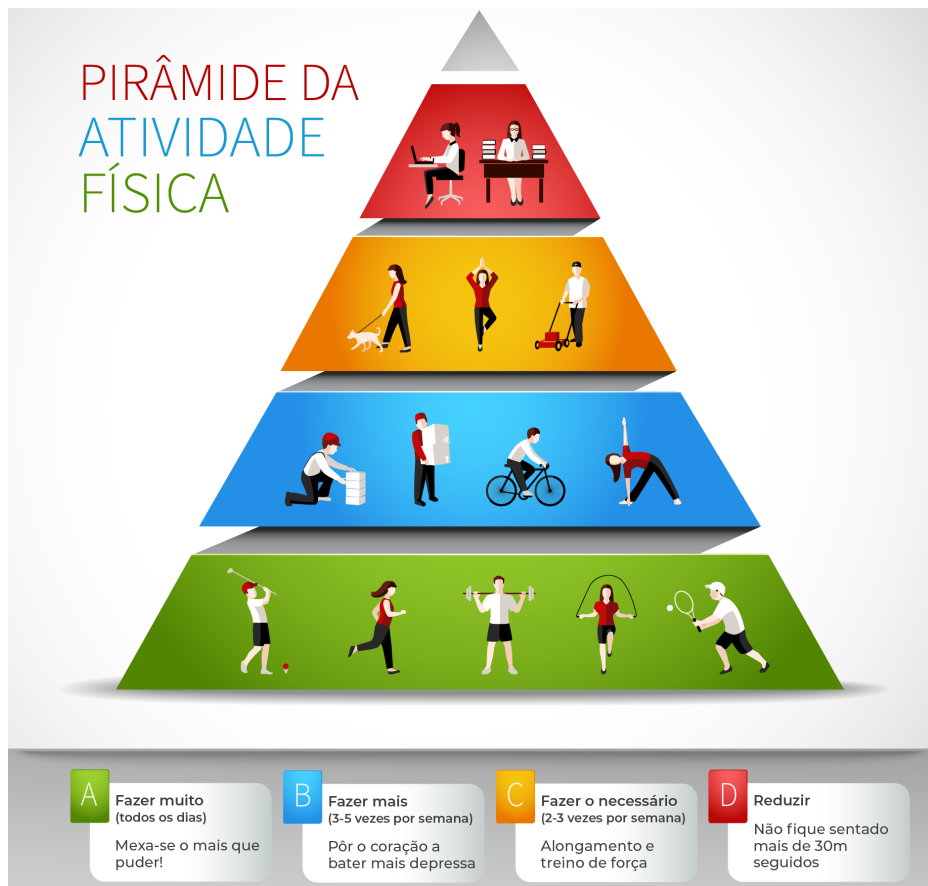 PIRÂMIDE DA
ATIVIDADE
FÍSICA
A
Fazer muito
(todos os dias)
Mexa-se o mais que
puder!
B
Fazer mais
(3-5 vezes por semana)
Pôr o coração a
bater mais depressa
C
Fazer o necessário
(2-3 vezes por semana)
Alongamento e
treino de força
D
Reduzir
Não fique sentado
mais de 30m
seguidos